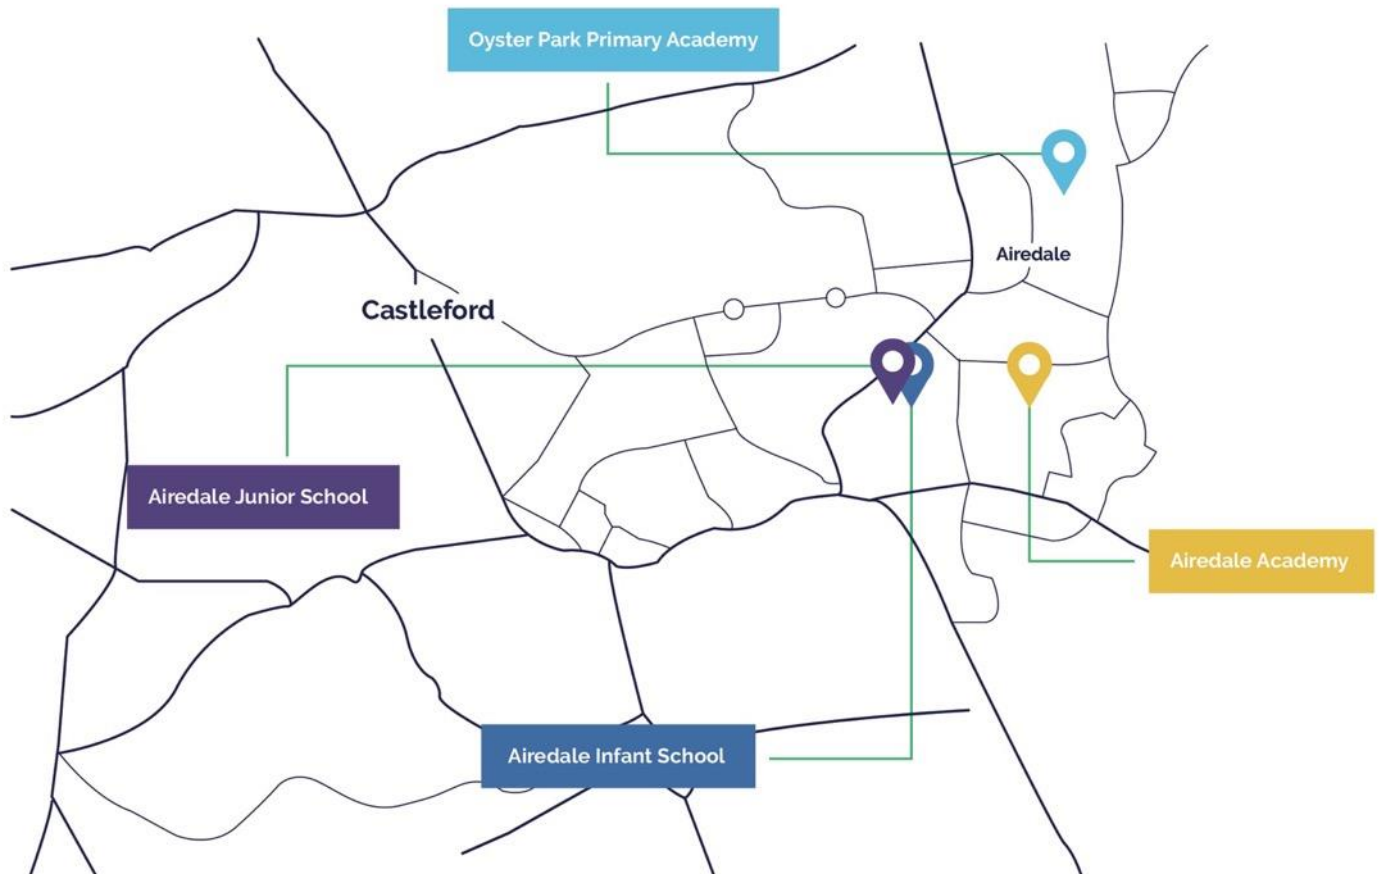 Oyster Park Primary Academy
Airedale
Castleford
Airedale Junior School
Airedale Academy
Airedale Infant School